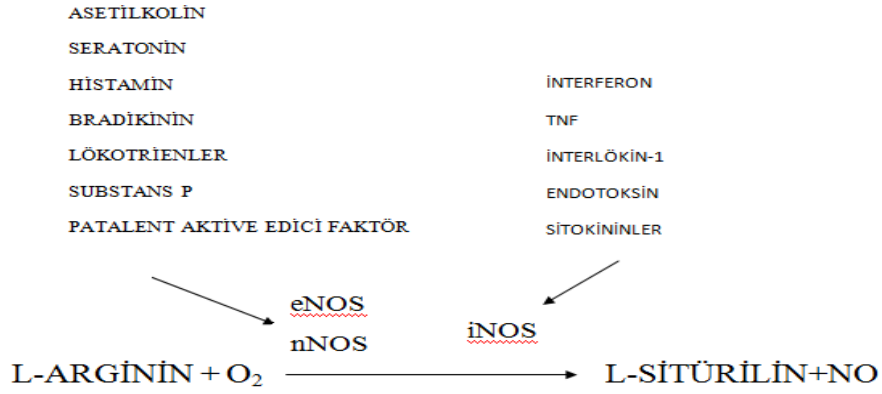 ASETİLKOLİN
SERATONİN
HİSTAMİN
BRADİKİNİN
LÖKOTRİENLER
SUBSTANS P
PATALENT AKTİVE EDİCİ FAKTÖR
İNTERFERON
TNF
İNTERLÖKİN-1
ENDOTOKSİN
SİTOKİNİNLER
eNOS
nNOS
iNOS
L-ARGİNİN + O₂
L-SİTÜRİLİN+NO